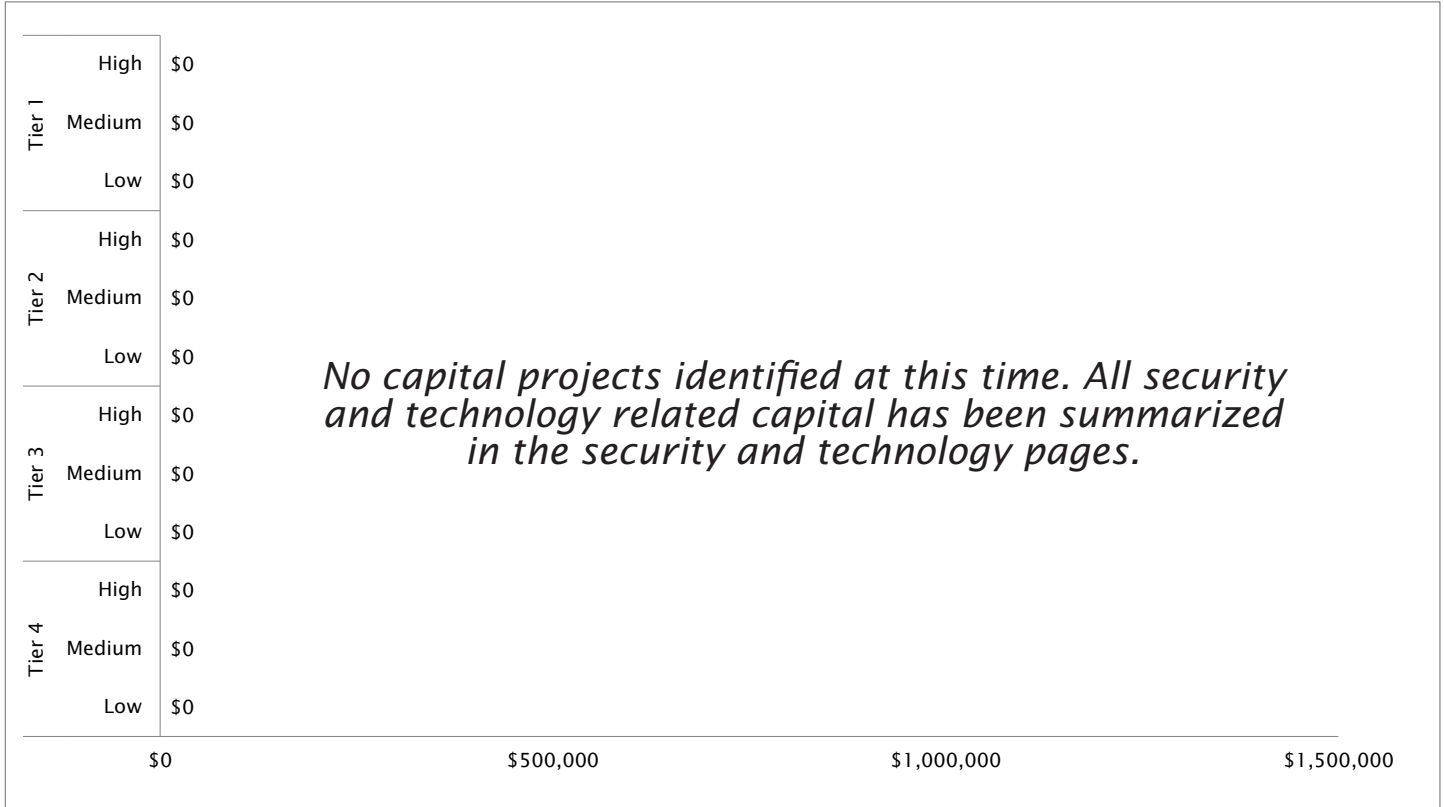 Tier 1
High $0
Medium $0
Low $0
Tier 2
High $0
Medium $0
Low $0
Tier 3
High $0
Medium $0
Low $0
Tier 4
High $0
Medium $0
Low $0
No capital projects identified at this time. All security
and technology related capital has been summarized
in the security and technology pages.
$0 $500,000 $1,000,000 $1,500,000